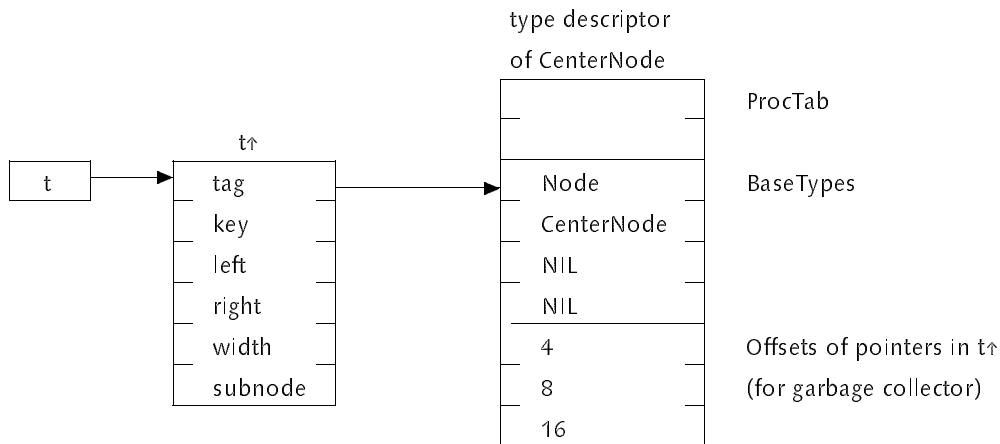 type descriptor
of CenterNode
ProcTab
t↑
t
tag
Node
BaseTypes
key
CenterNode
left
NIL
right
NIL
width
4
Offsets of pointers in t↑
subnode
8
(for garbage collector)
16